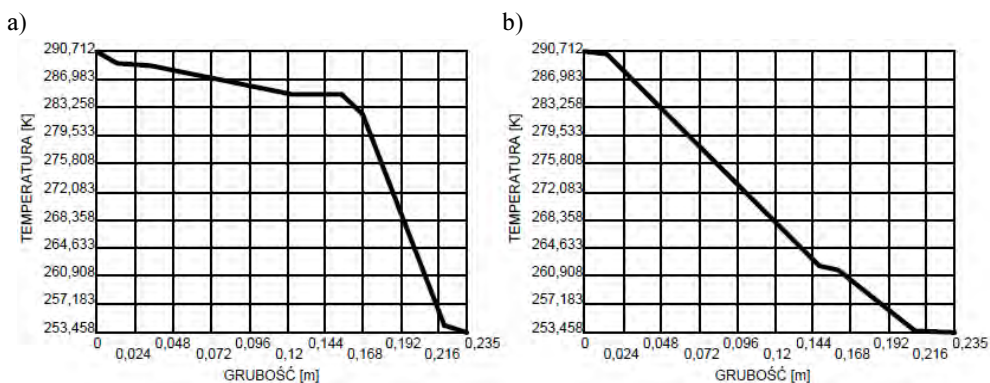 a)
290,712
286,983
283,258
279,533
275,808
272,083
268,358
264,633
260,908
257,183
253,458
TEMPERATURA [K]
0 0,048 0,096 0,144 0,192 0,235
0,024 0,072 0,12 0,168 0,216
GRUBOŚĆ [m]
b)
290,712
286,983
283,258
279,533
275,808
272,083
268,358
264,633
260,908
257,183
253,458
TEMPERATURA [K]
0 0,048 0,096 0,144 0,192 0,235
0,024 0,072 0,12 0,168 0,216
GRUBOŚĆ [m]